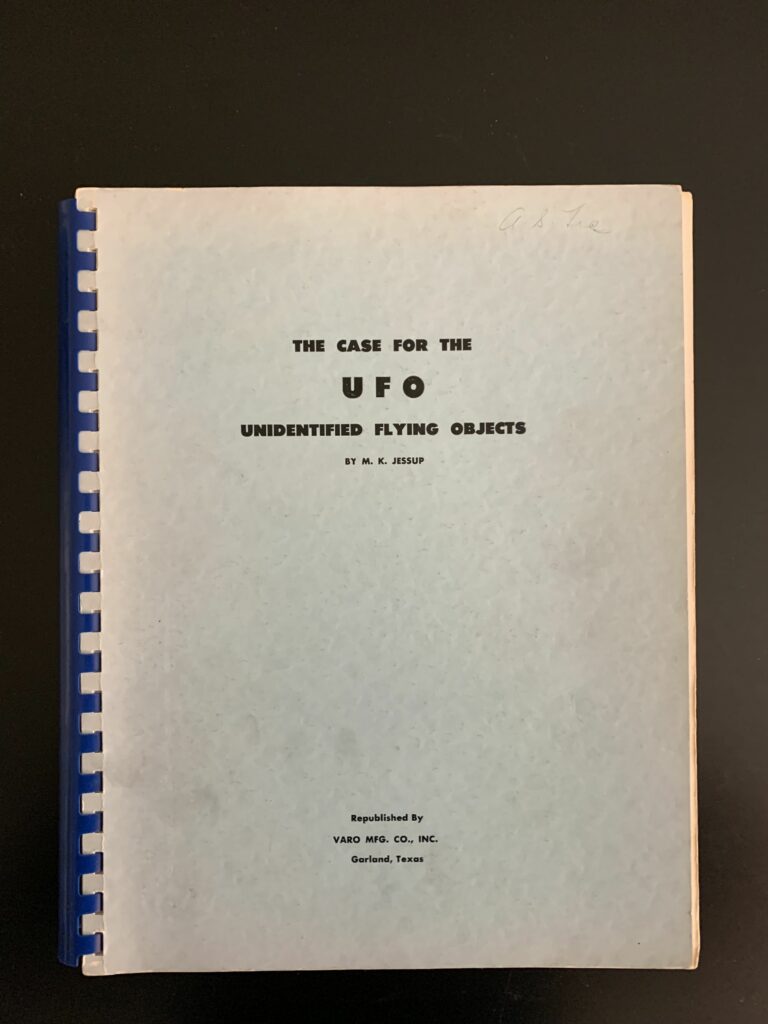 THE CASE FOR THE
UFO
UNIDENTIFIED FLYING OBJECTS
BY M. K. JESSUP
Republished By
VARO MFG. CO., INC.
Garland, Texas